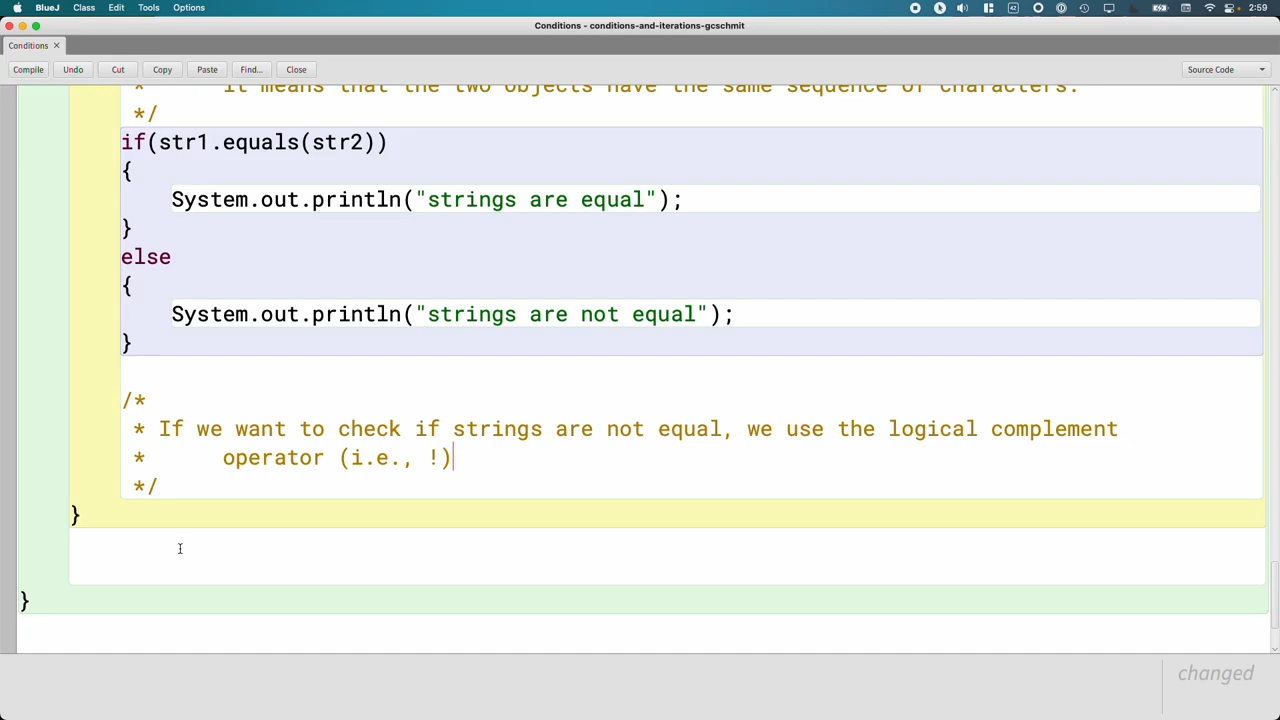 BlueJ Class Edit Tools Options 2:59
Conditions - conditions-and-iterations-gcschmit
Conditions ×
Compile Undo Cut Copy Paste Find... Close Source Code
* it means that the two objects have the same sequence of characters.
*/
if(str1.equals(str2))
{
System.out.println("strings are equal");
}
else
{
System.out.println("strings are not equal");
}
/*
* If we want to check if strings are not equal, we use the logical complement
* operator (i.e., !)
*/
}
}
changed